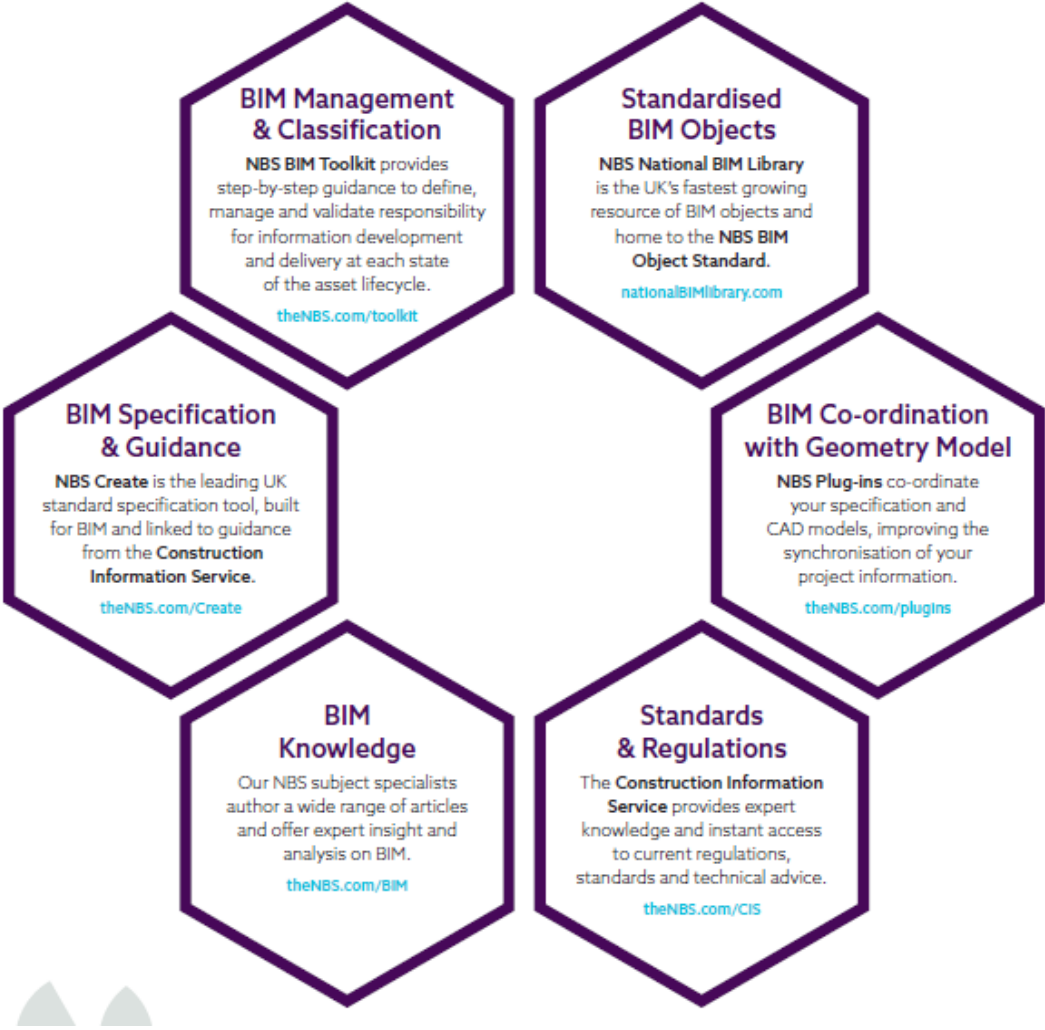 BIM Management
& Classification
NBS BIM Toolkit provides
step-by-step guidance to define,
manage and validate responsibility
for information development
and delivery at each state
of the asset lifecycle.
theNBS.com/toolkit
Standardised
BIM Objects
NBS National BIM Library
is the UK's fastest growing
resource of BIM objects and
home to the NBS BIM
Object Standard.
nationalBIMlibrary.com
BIM Specification
& Guidance
NBS Create is the leading UK
standard specification tool, built
for BIM and linked to guidance
from the Construction
Information Service.
theNBS.com/Create
BIM Co-ordination
with Geometry Model
NBS Plug-ins co-ordinate
your specification and
CAD models, improving the
synchronisation of your
project information.
theNBS.com/plugins
BIM
Knowledge
Our NBS subject specialists
author a wide range of articles
and offer expert insight and
analysis on BIM.
theNBS.com/BIM
Standards
& Regulations
The Construction Information
Service provides expert
knowledge and instant access
to current regulations,
standards and technical advice.
theNBS.com/CIS